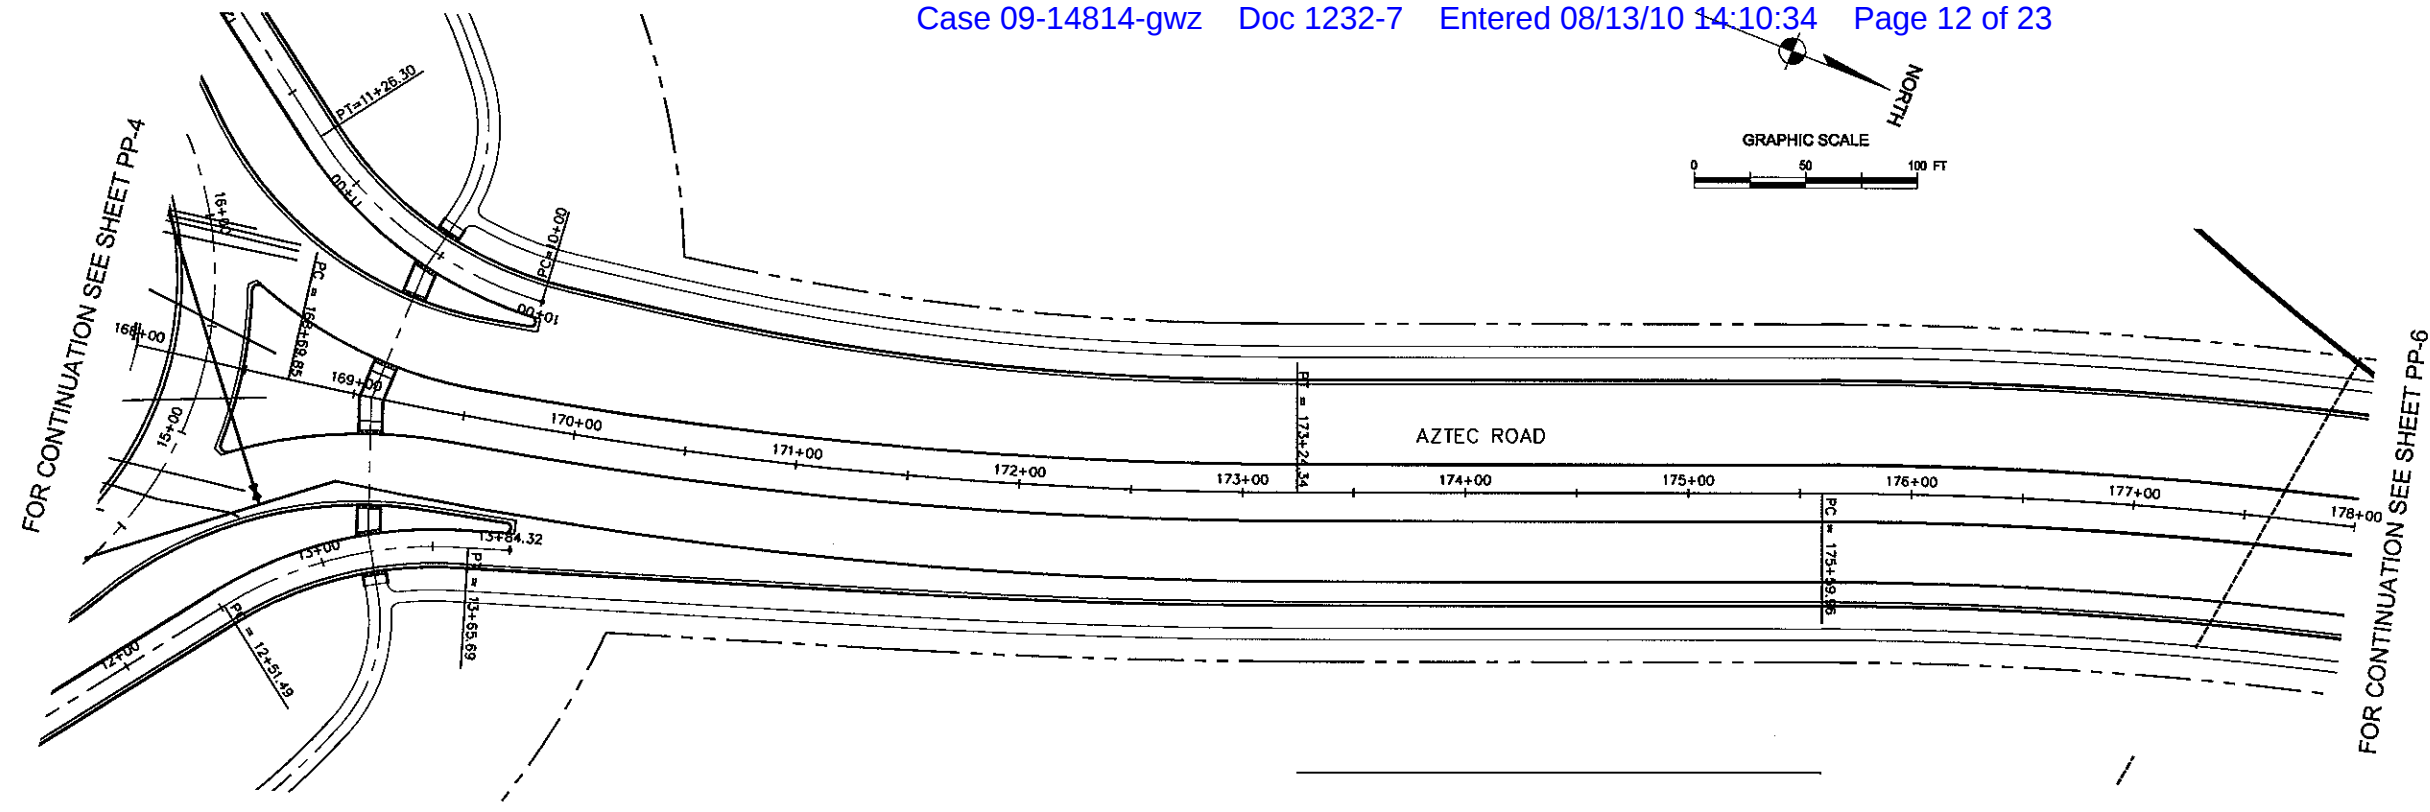 Case 09-14814-gwz Doc 1232-7 Entered 08/13/10 14:10:34 Page 12 of 23
NORTH
GRAPHIC SCALE
0 50 100 FT
FOR CONTINUATION SEE SHEET PP-4
PT=11+26.30
11+00
PC=10+00
10+00
16+00
PC = 168+69.85
168+00
169+00
15+00
170+00
171+00
172+00
173+00
PT = 173+24.34
AZTEC ROAD
174+00
175+00
PC = 175+59.96
176+00
177+00
178+00
13+84.32
13+00
PT = 13+65.69
12+00
PC = 12+51.49
FOR CONTINUATION SEE SHEET PP-6